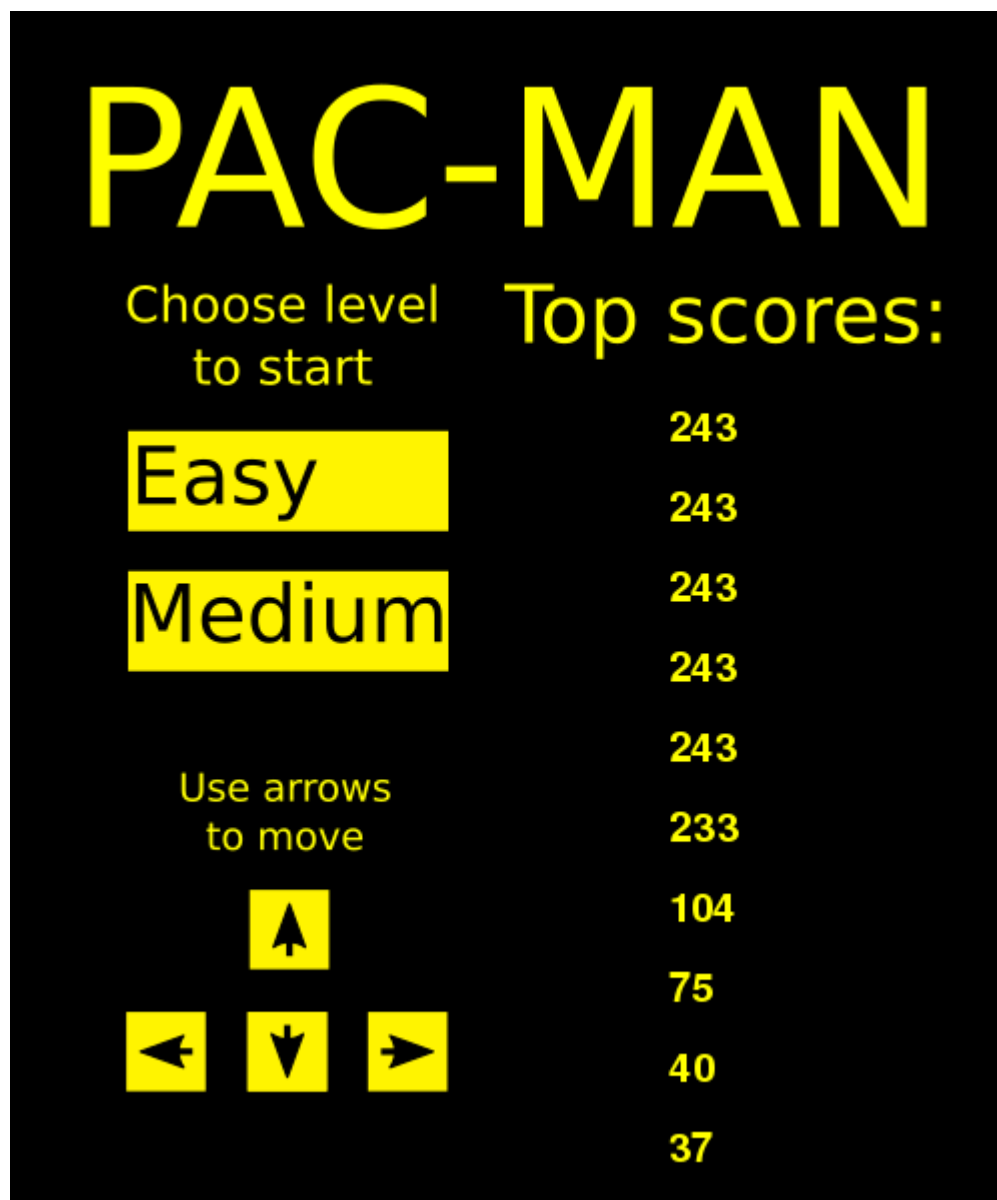 PAC-MAN
Choose level
to start
Easy
Medium
Use arrows
to move
Top scores:
243
243
243
243
243
233
104
75
40
37